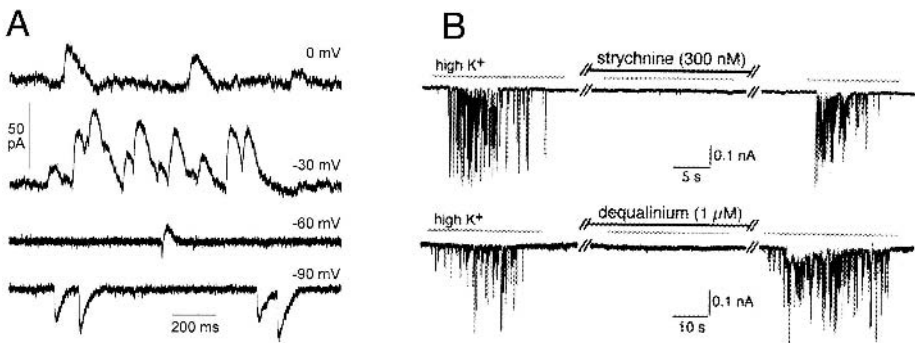 A
0 mV
50
pA
-30 mV
-60 mV
-90 mV
200 ms
B
high K+
strychnine (300 nM)
0.1 nA
5 s
high K+
dequalinium (1 µM)
0.1 nA
10 s